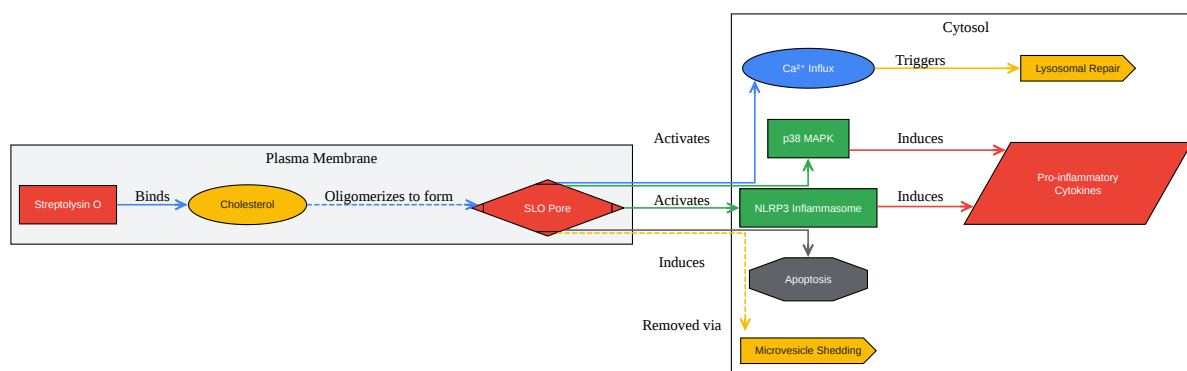 Cytosol
Ca²⁺ Influx
Triggers
Lysosomal Repair
Activates
p38 MAPK
Induces
Plasma Membrane
Pro-inflammatory
Cytokines
Streptolysin O
Binds
Cholesterol
Oligomerizes to form
SLO Pore
Activates
NLRP3 Inflammasome
Induces
Induces
Apoptosis
Removed via
Microvesicle Shedding